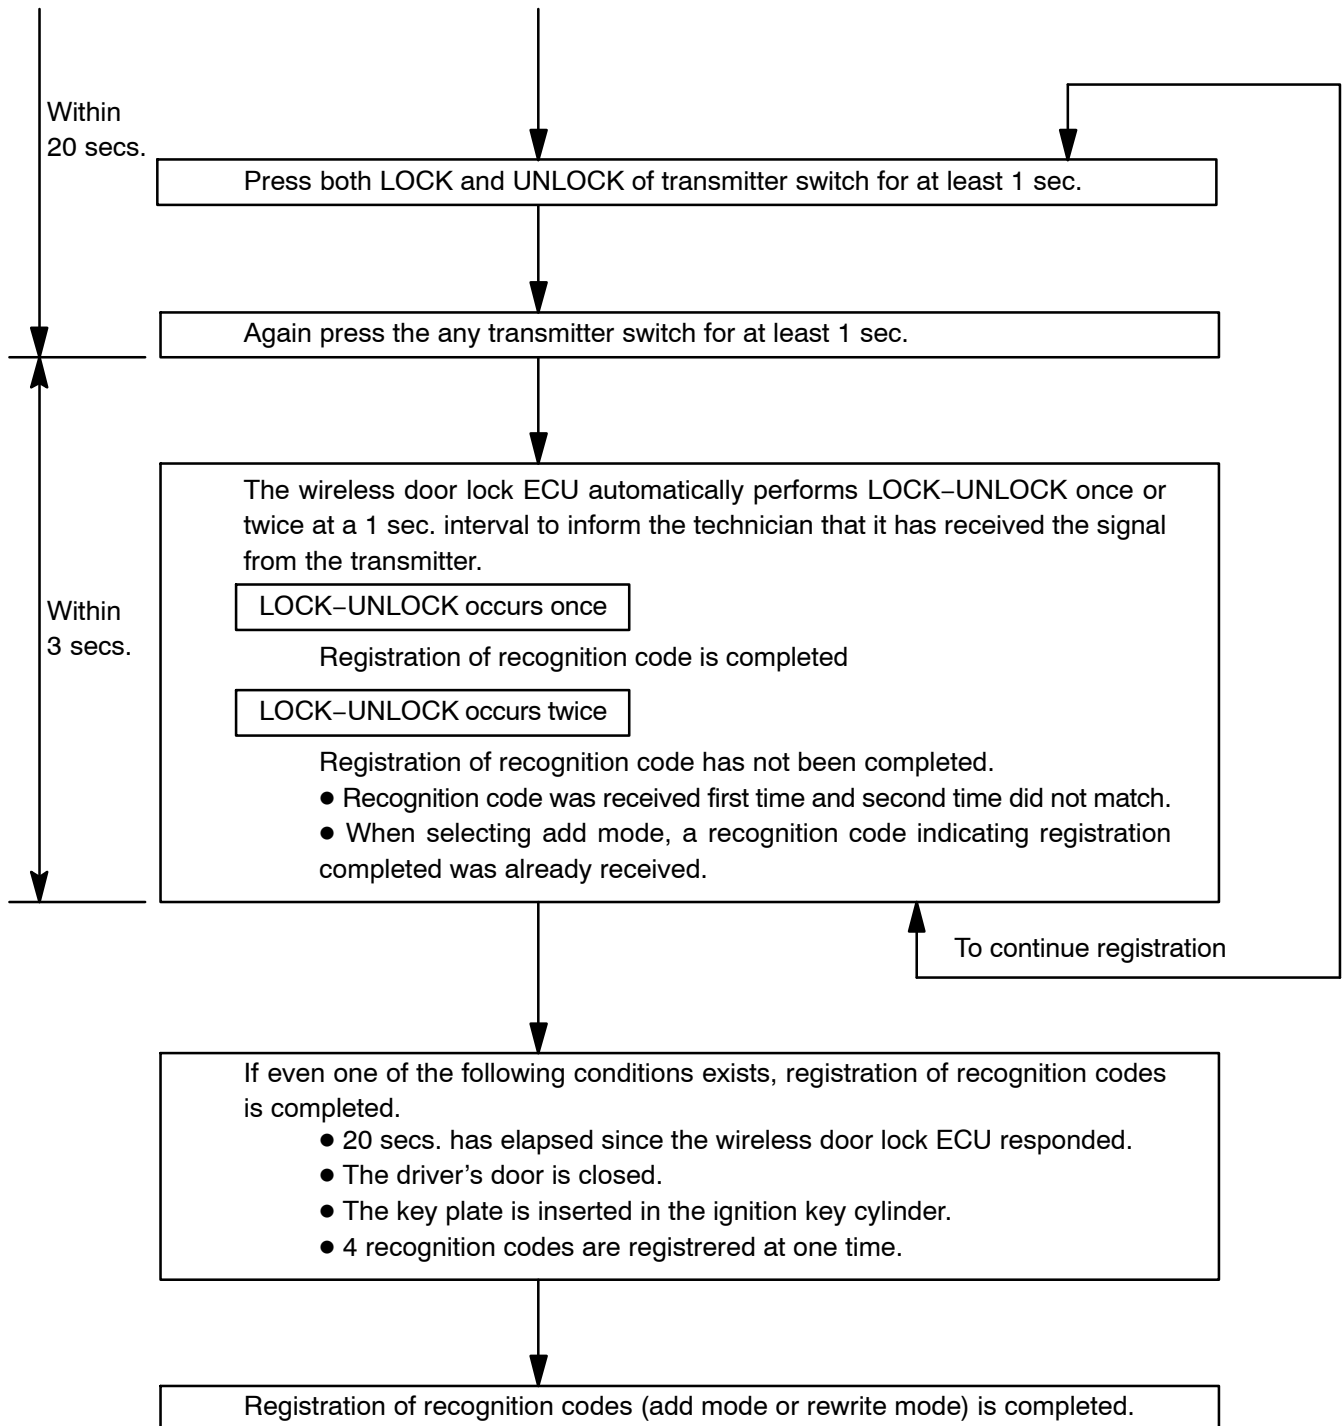 Within
20 secs.
Press both LOCK and UNLOCK of transmitter switch for at least 1 sec.
Again press the any transmitter switch for at least 1 sec.
The wireless door lock ECU automatically performs LOCK−UNLOCK once or
twice at a 1 sec. interval to inform the technician that it has received the signal
from the transmitter.
LOCK−UNLOCK occurs once
Within
3 secs.
Registration of recognition code is completed
LOCK−UNLOCK occurs twice
Registration of recognition code has not been completed.
● Recognition code was received first time and second time did not match.
● When selecting add mode, a recognition code indicating registration
completed was already received.
To continue registration
If even one of the following conditions exists, registration of recognition codes
is completed.
● 20 secs. has elapsed since the wireless door lock ECU responded.
● The driver's door is closed.
● The key plate is inserted in the ignition key cylinder.
● 4 recognition codes are registrered at one time.
Registration of recognition codes (add mode or rewrite mode) is completed.